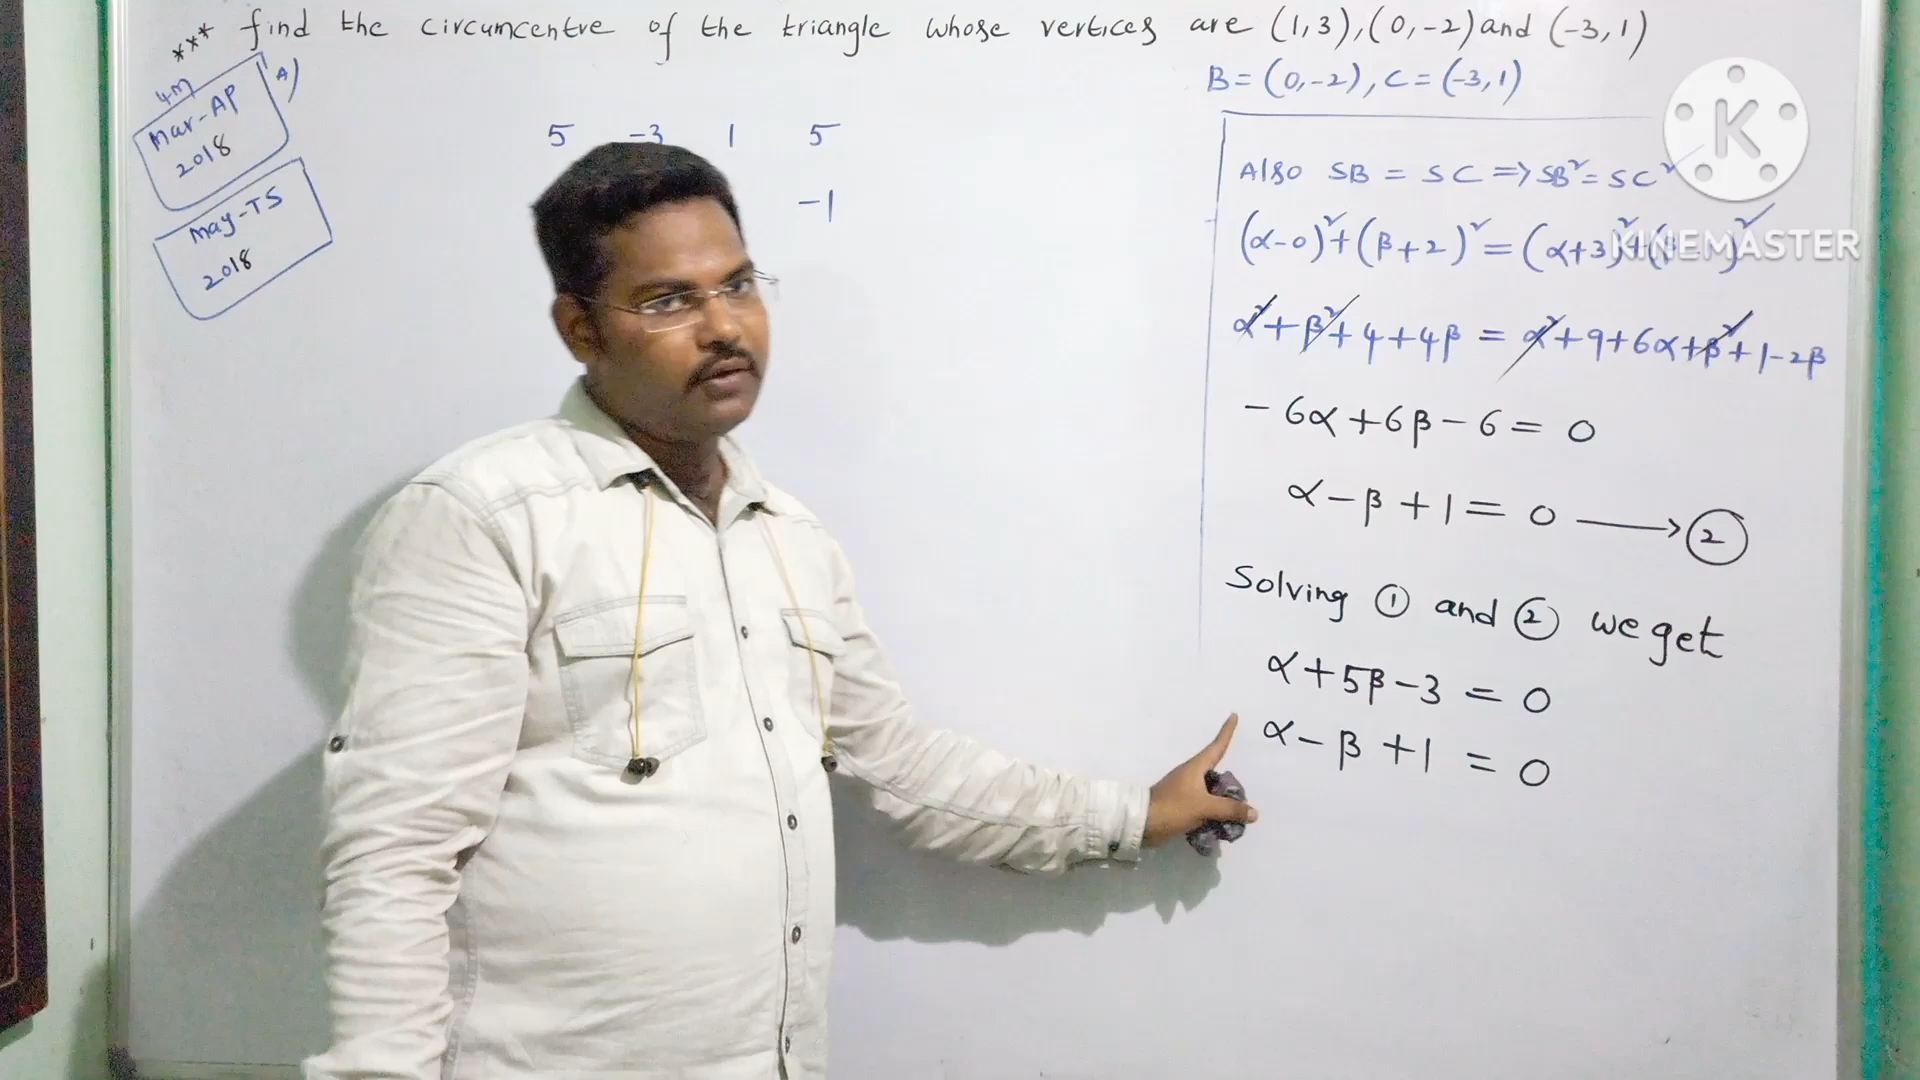 *** find the circumcentre of the triangle whose vertices are (1,3),(0,-2) and (-3,1)
4M
Mar-AP
2018
May-TS
2018
A)
5 -3 1 5
-1
B=(0,-2), C=(-3,1)
Also SB = SC => SB² = SC²
(α-0)²+(β+2)²=(α+3)²+(β-1)²
α²+β²+4+4β = α²+9+6α+β²+1-2β
-6α+6β-6=0
α-β+1=0 → ②
Solving ① and ② we get
α+5β-3=0
α-β+1=0
K
KINEMASTER